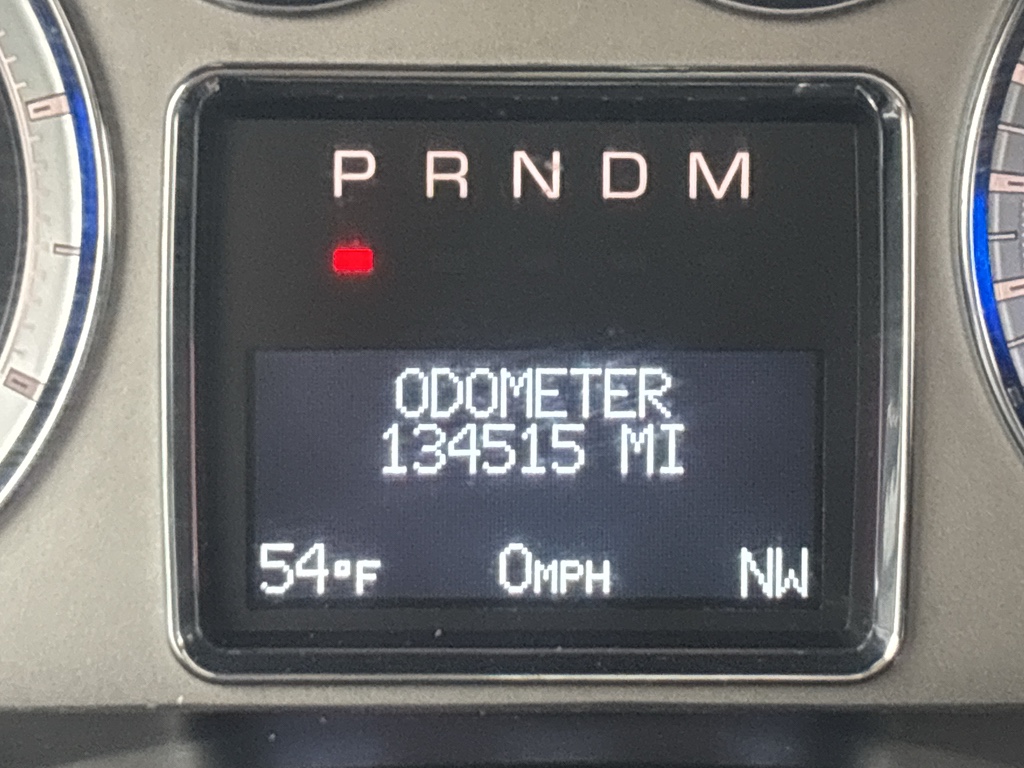 P R N D M
ODOMETER
134515 MI
54°F 0MPH NW